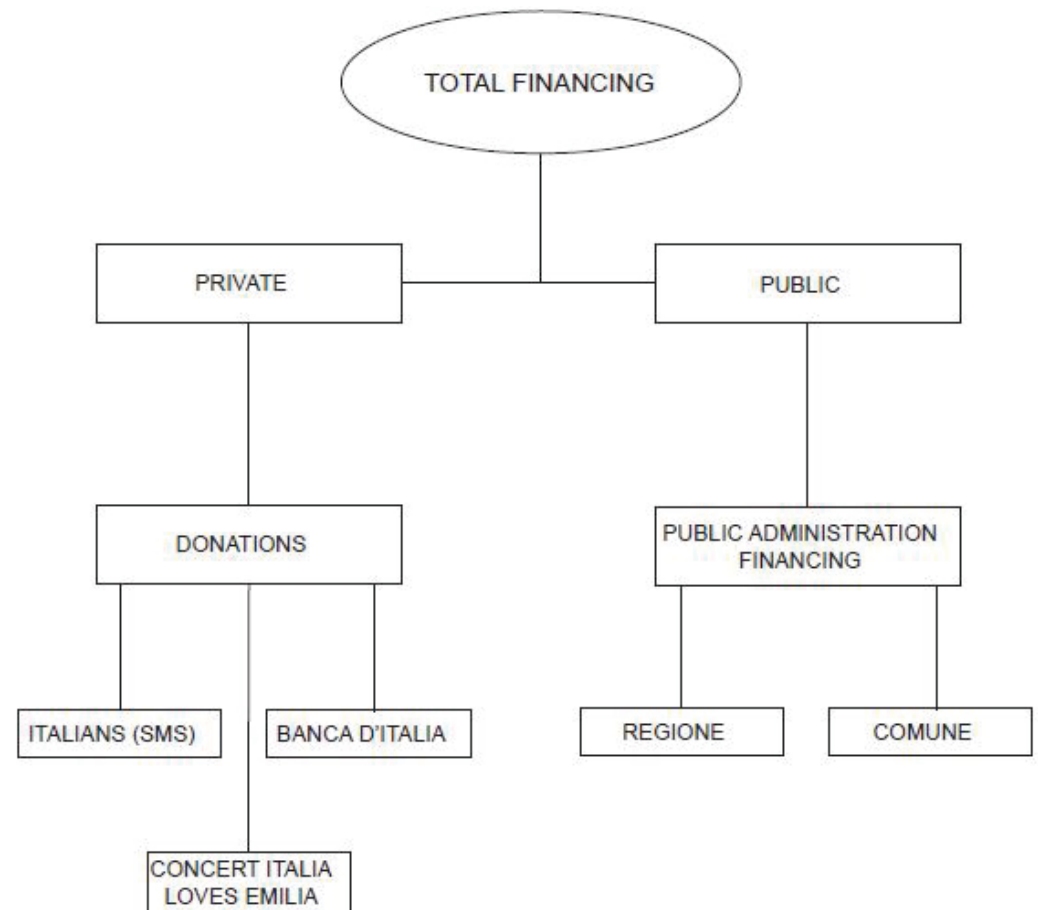 TOTAL FINANCING
PRIVATE
PUBLIC
DONATIONS
PUBLIC ADMINISTRATION
FINANCING
ITALIANS (SMS)
BANCA D'ITALIA
REGIONE
COMUNE
CONCERT ITALIA
LOVES EMILIA